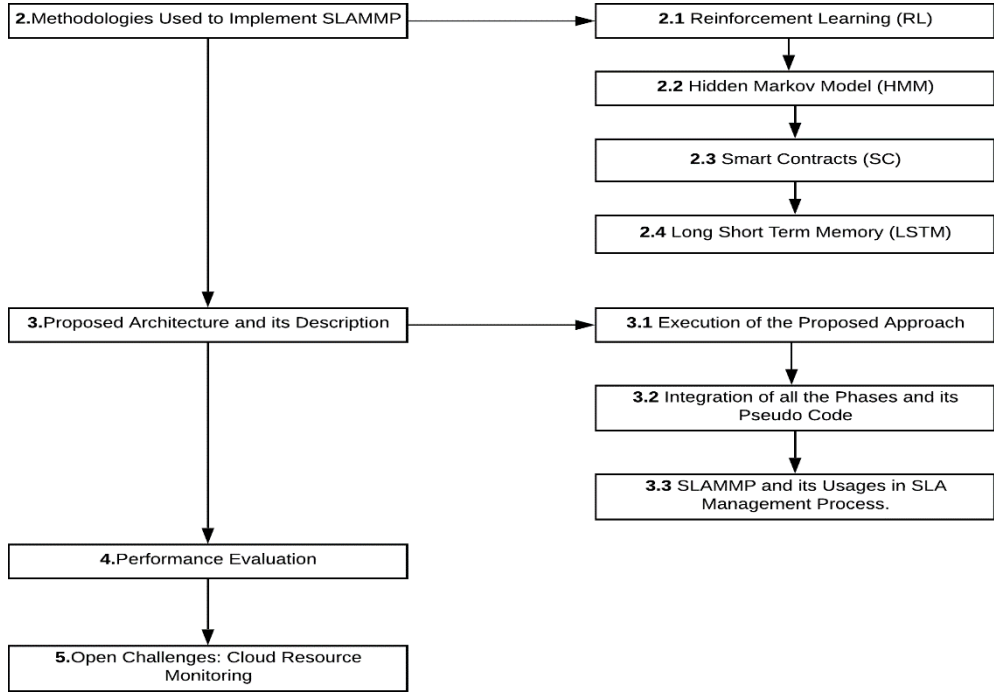 2.Methodologies Used to Implement SLAMMP
2.1 Reinforcement Learning (RL)
2.2 Hidden Markov Model (HMM)
2.3 Smart Contracts (SC)
2.4 Long Short Term Memory (LSTM)
3.Proposed Architecture and its Description
3.1 Execution of the Proposed Approach
3.2 Integration of all the Phases and its
Pseudo Code
3.3 SLAMMP and its Usages in SLA
Management Process.
4.Performance Evaluation
5.Open Challenges: Cloud Resource
Monitoring